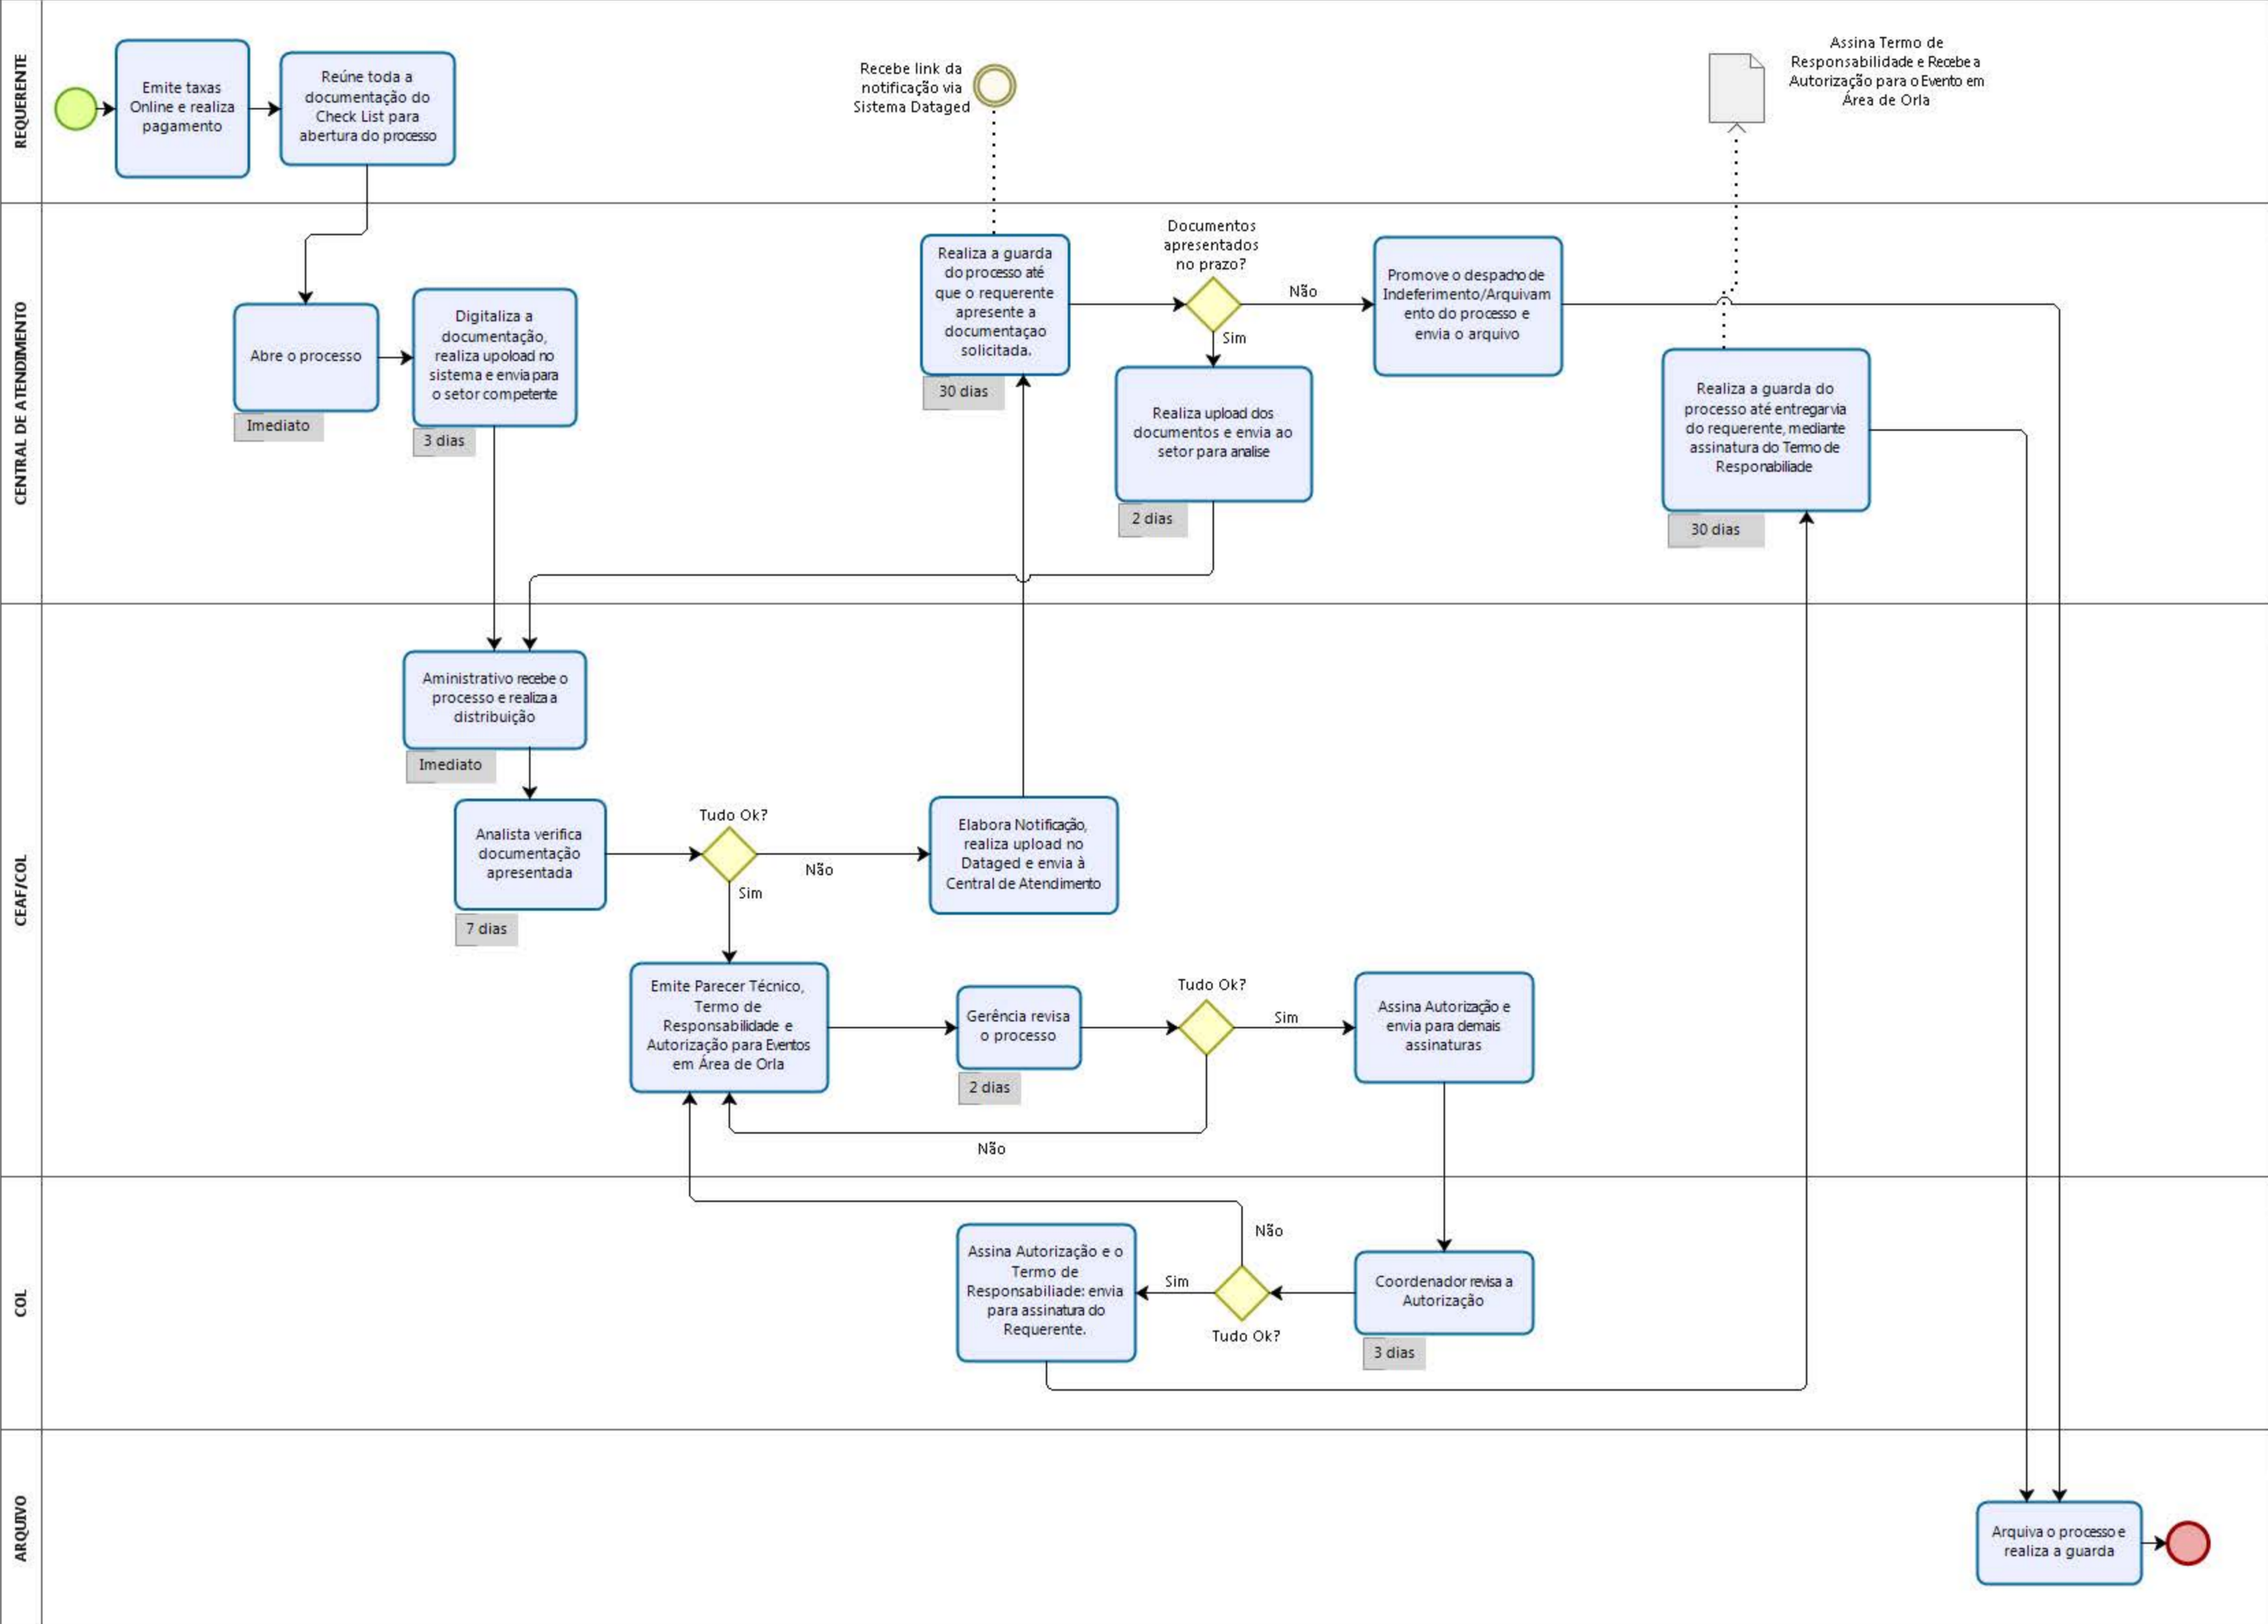 REQUERENTE
Emite taxas
Online e realiza
pagamento
Reúne toda a
documentação do
Check List para
abertura do processo
Recebe link da
notificação via
Sistema Dataged
Assina Termo de
Responsabilidade e Recebe a
Autorização para o Evento em
Área de Orla
CENTRAL DE ATENDIMENTO
Abre o processo
Imediato
Digitaliza a
documentação,
realiza upoload no
sistema e envia para
o setor competente
3 dias
Realiza a guarda
do processo até
que o requerente
apresente a
documentaçao
solicitada.
30 dias
Documentos
apresentados
no prazo?
Não
Sim
Promove o despacho de
Indeferimento/Arquivam
ento do processo e
envia o arquivo
Realiza upload dos
documentos e envia ao
setor para analise
2 dias
Realiza a guarda do
processo até entregar via
do requerente, mediante
assinatura do Termo de
Responabiliade
30 dias
CEAF/COL
Aministrativo recebe o
processo e realiza a
distribuição
Imediato
Analista verifica
documentação
apresentada
7 dias
Tudo Ok?
Não
Sim
Elabora Notificação,
realiza upload no
Dataged e envia à
Central de Atendimento
Emite Parecer Técnico,
Termo de
Responsabilidade e
Autorização para Eventos
em Área de Orla
Gerência revisa
o processo
2 dias
Tudo Ok?
Sim
Não
Assina Autorização e
envia para demais
assinaturas
COL
Assina Autorização e o
Termo de
Responsabiliade: envia
para assinatura do
Requerente.
Sim
Não
Tudo Ok?
Coordenador revisa a
Autorização
3 dias
ARQUIVO
Arquiva o processo e
realiza a guarda